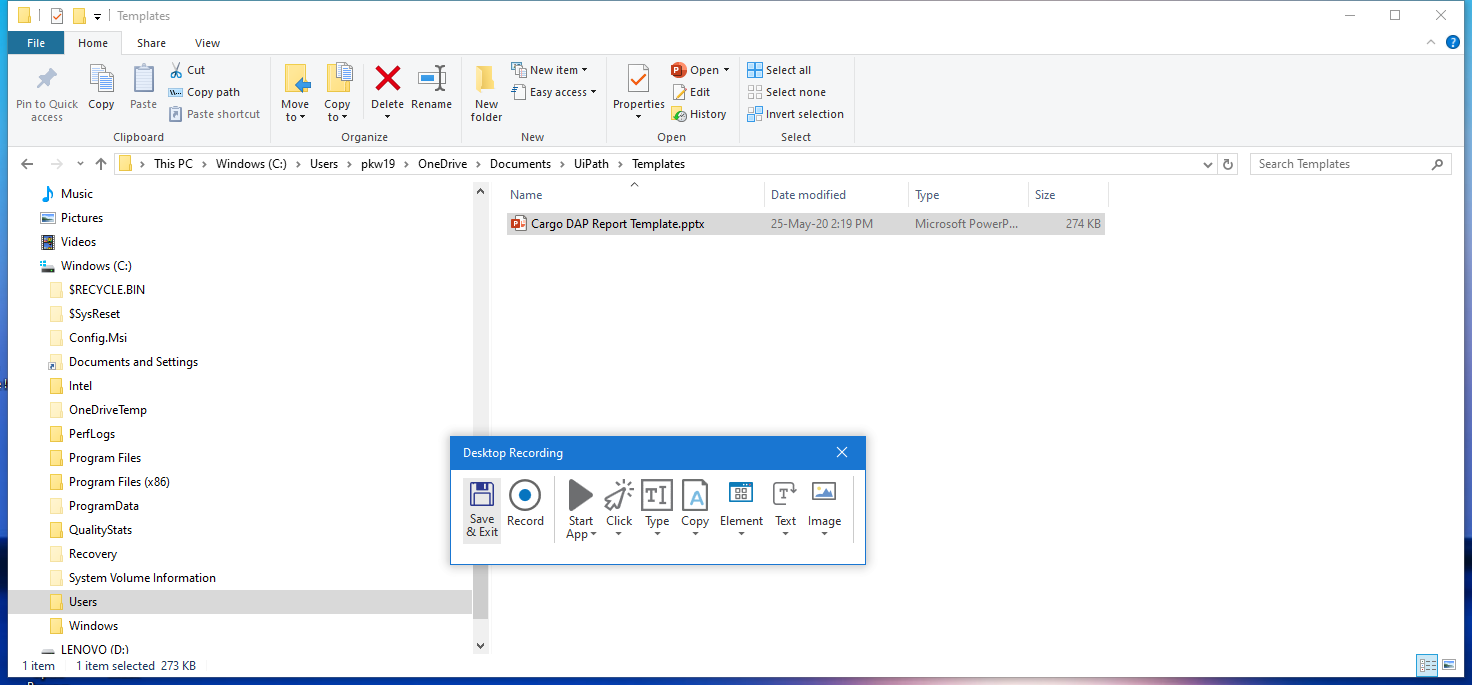 Templates
File Home Share View
Pin to Quick access
Copy
Paste
Cut
Copy path
Paste shortcut
Clipboard
Move to
Copy to
Delete
Rename
Organize
New folder
New item
Easy access
New
Properties
Open
Edit
History
Open
Select all
Select none
Invert selection
Select
This PC > Windows (C:) > Users > pkw19 > OneDrive > Documents > UiPath > Templates
Search Templates
Music
Pictures
Videos
Windows (C:)
$RECYCLE.BIN
$SysReset
Config.Msi
Documents and Settings
Intel
OneDriveTemp
PerfLogs
Program Files
Program Files (x86)
ProgramData
QualityStats
Recovery
System Volume Information
Users
Windows
LENOVO (D:)
Name Date modified Type Size
Cargo DAP Report Template.pptx 25-May-20 2:19 PM Microsoft PowerP... 274 KB
Desktop Recording
Save & Exit
Record
Start App
Click
Type
Copy
Element
Text
Image
1 item 1 item selected 273 KB